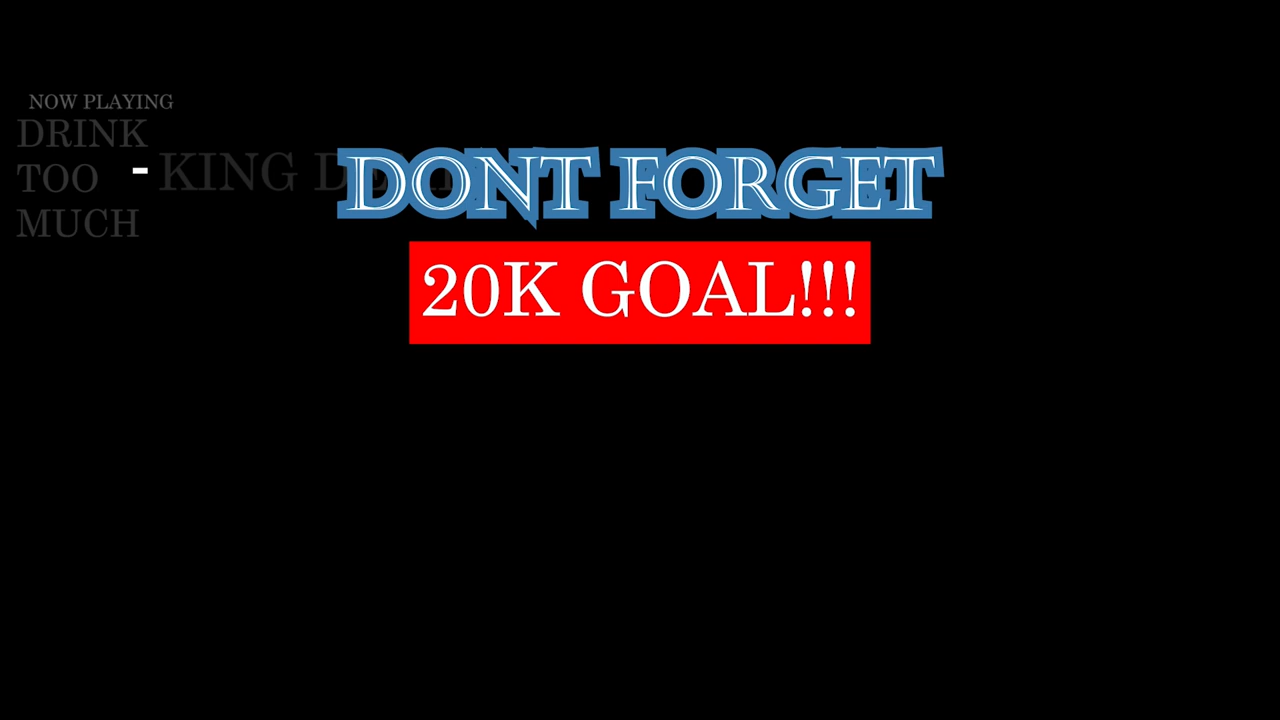 NOW PLAYING
DRINK
TOO
MUCH
- KING
DONT FORGET
20K GOAL!!!